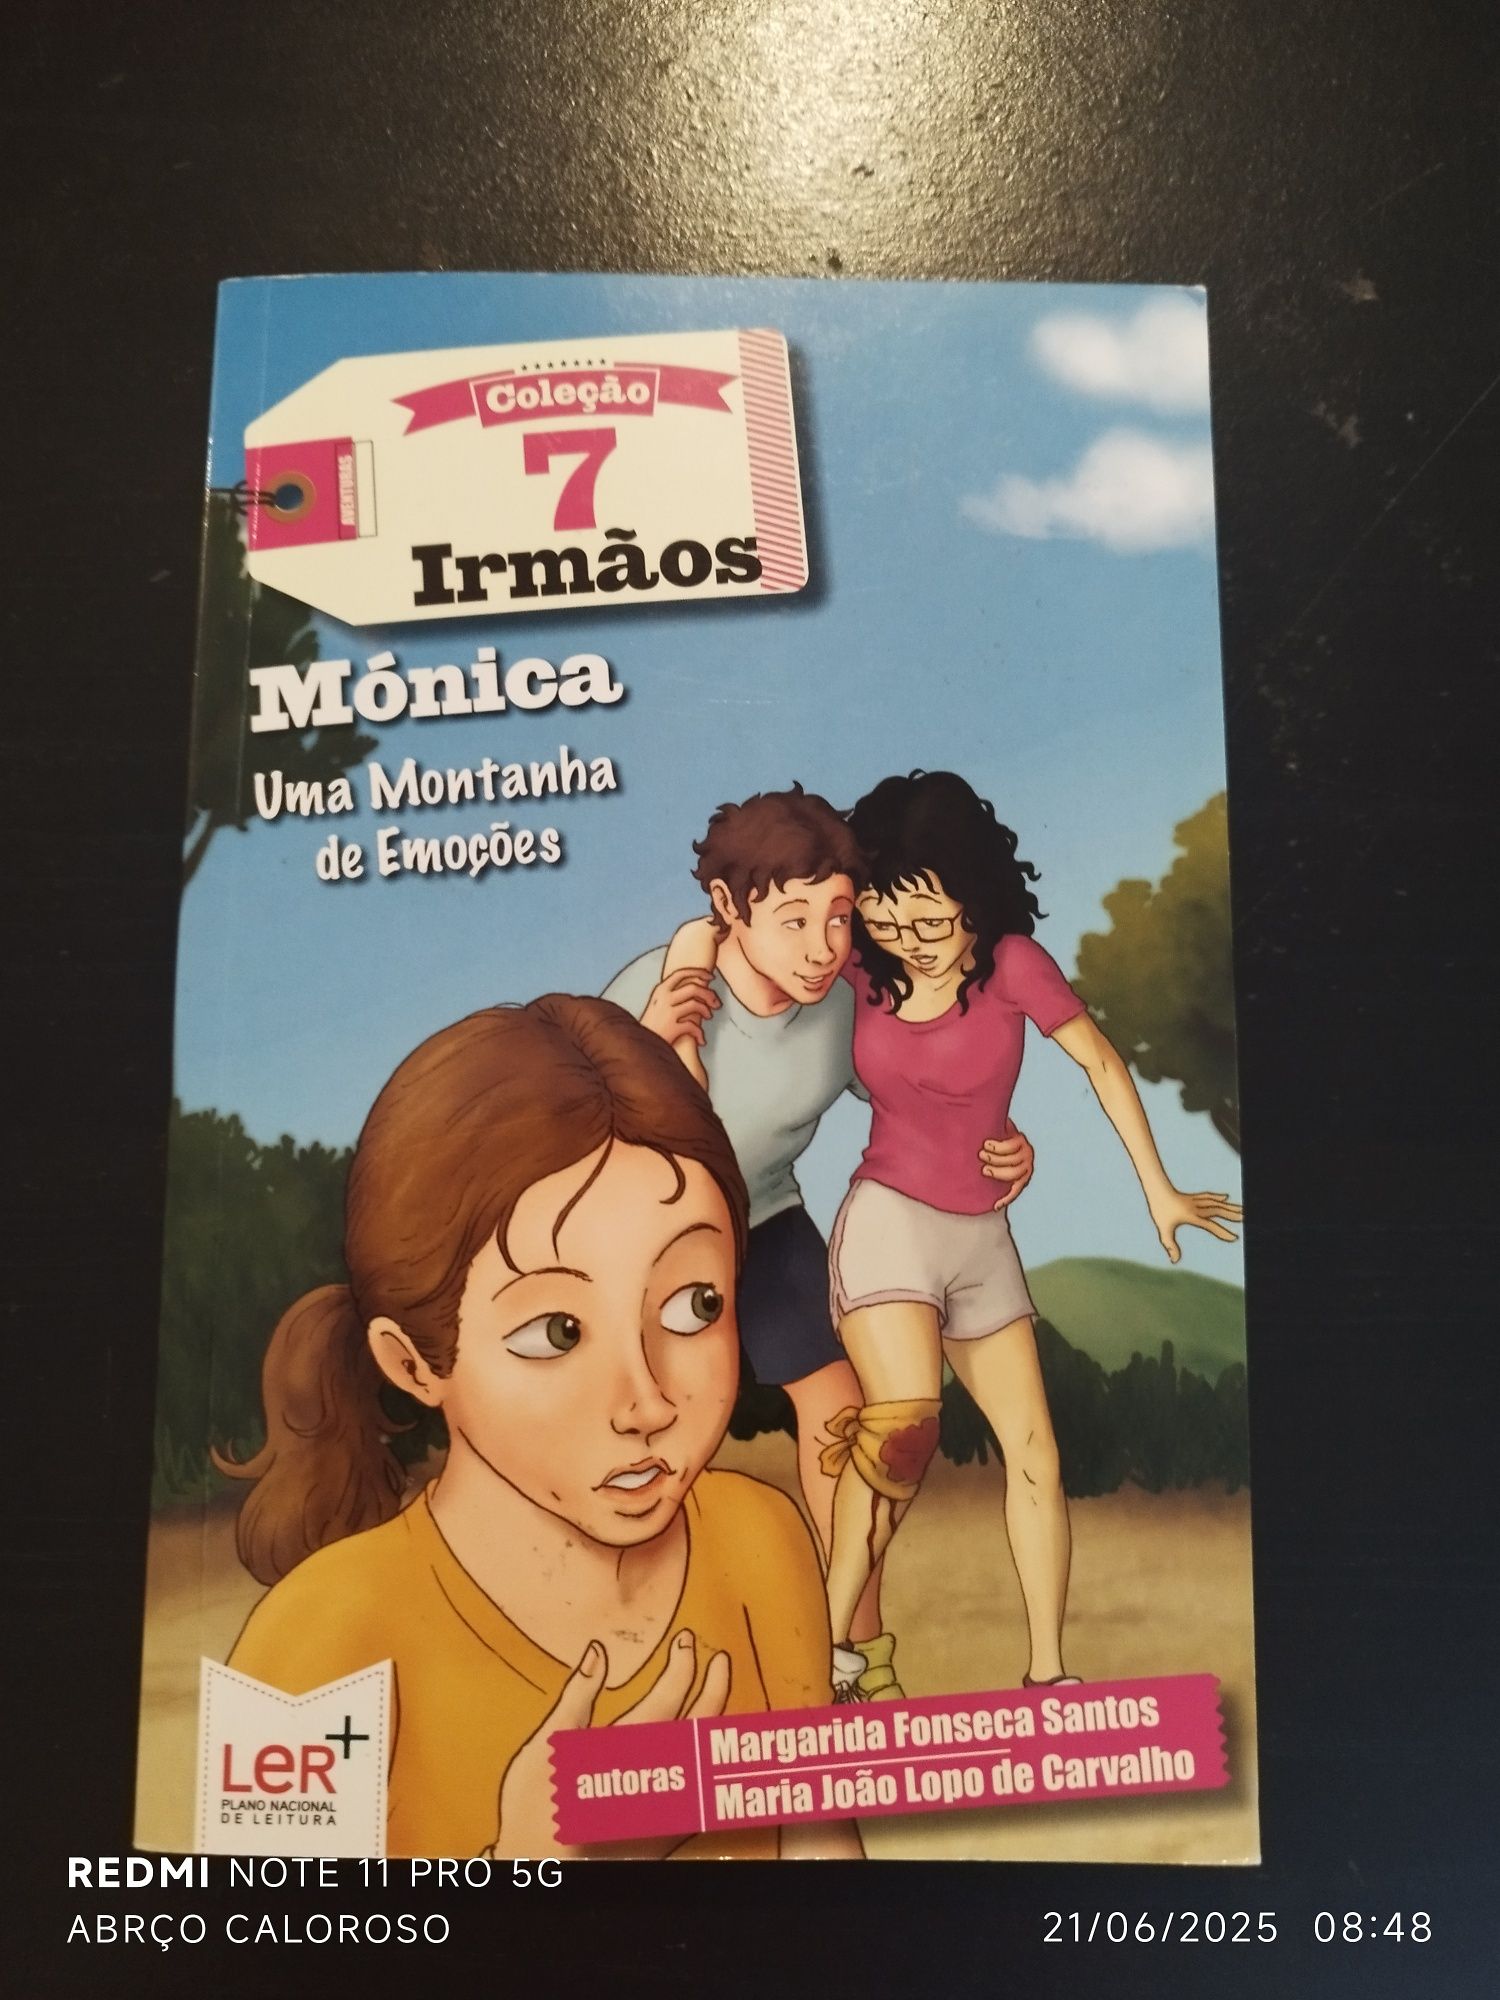 Coleção
7
AVENTURAS
Irmãos
Mónica
Uma Montanha
de Emoções
LeR+
PLANO NACIONAL
DE LEITURA
autoras
Margarida Fonseca Santos
Maria João Lopo de Carvalho
REDMI NOTE 11 PRO 5G
ABRÇO CALOROSO
21/06/2025 08:48